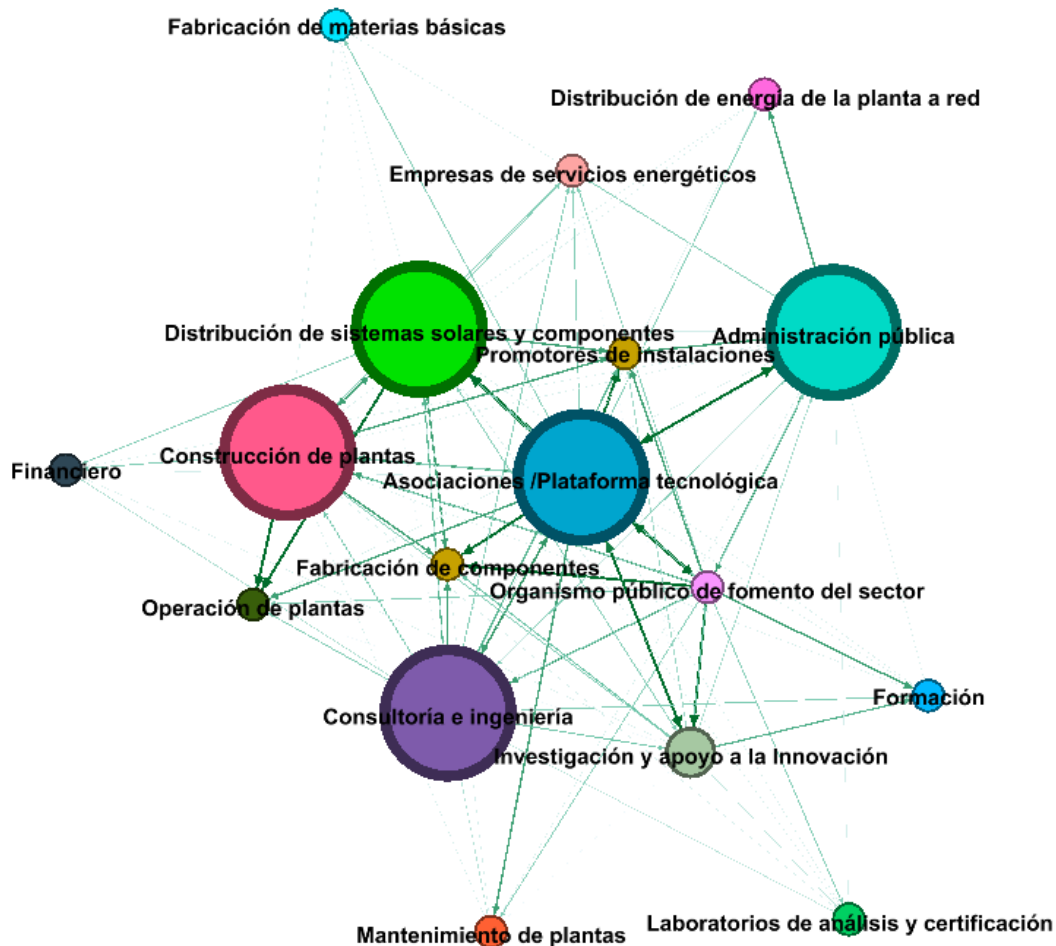 Fabricación de materias básicas
Distribución de energía de la planta a red
Empresas de servicios energéticos
Distribución de sistemas solares y componentes
Administración pública
Promotores de instalaciones
Construcción de plantas
Financiero
Asociaciones /Plataforma tecnológica
Fabricación de componentes
Organismo público de fomento del sector
Operación de plantas
Formación
Consultoría e ingeniería
Investigación y apoyo a la Innovación
Laboratorios de análisis y certificación
Mantenimiento de plantas